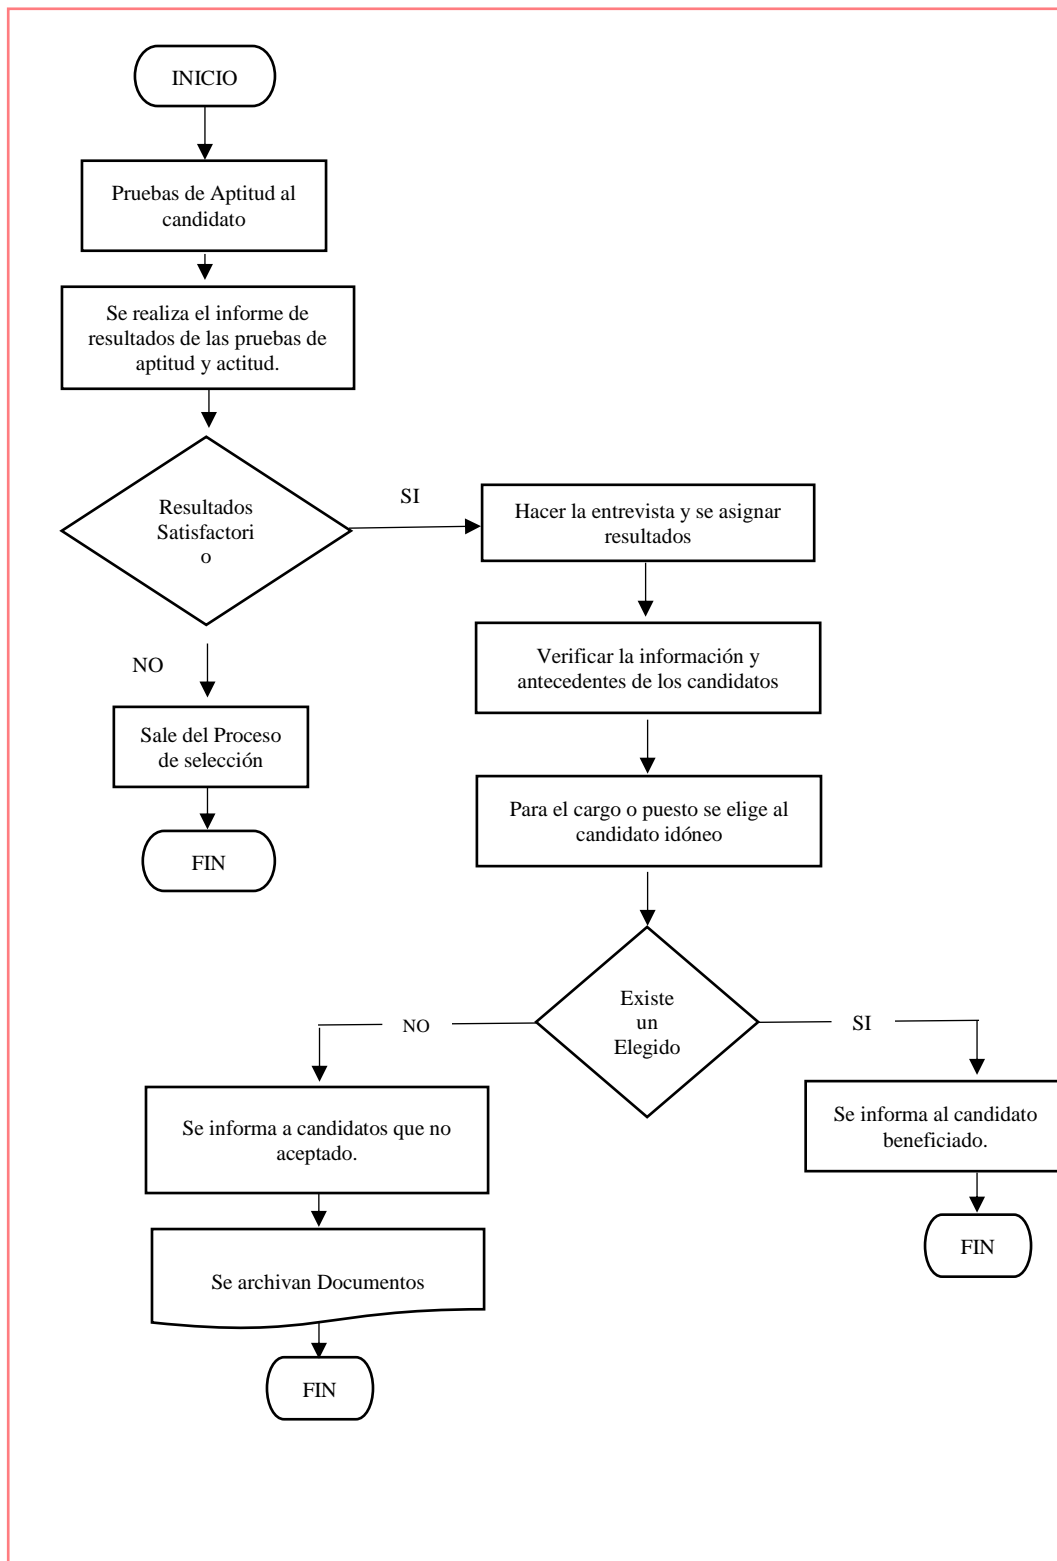 INICIO
Pruebas de Aptitud al
candidato
Se realiza el informe de
resultados de las pruebas de
aptitud y actitud.
Resultados
Satisfactori
o
SI
Hacer la entrevista y se asignar
resultados
Verificar la información y
antecedentes de los candidatos
NO
Sale del Proceso
de selección
Para el cargo o puesto se elige al
candidato idóneo
FIN
Existe
un
Elegido
NO
SI
Se informa a candidatos que no
aceptado.
Se informa al candidato
beneficiado.
FIN
Se archivan Documentos
FIN